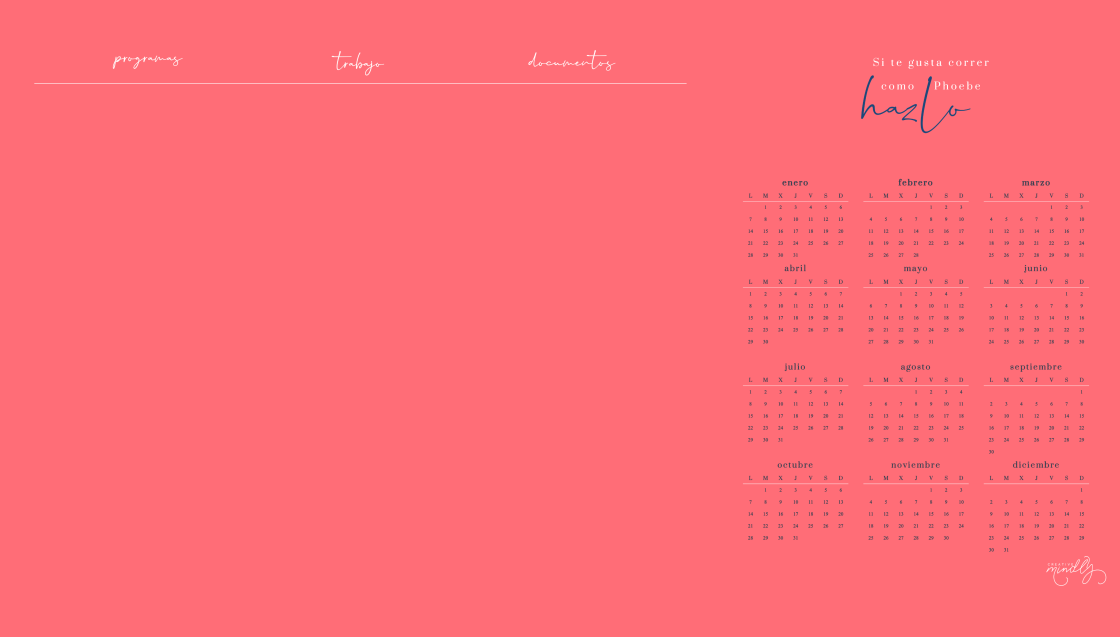 programas trabajo documentos
Si te gusta correr
como Phoebe
hazlo
enero febrero marzo
L M X J V S D L M X J V S D L M X J V S D
1 2 3 4 5 6 1 2 3 1 2 3
7 8 9 10 11 12 13 4 5 6 7 8 9 10 4 5 6 7 8 9 10
14 15 16 17 18 19 20 11 12 13 14 15 16 17 11 12 13 14 15 16 17
21 22 23 24 25 26 27 18 19 20 21 22 23 24 18 19 20 21 22 23 24
28 29 30 31 25 26 27 28 25 26 27 28 29 30 31
abril mayo junio
L M X J V S D L M X J V S D L M X J V S D
1 2 3 4 5 6 7 1 2 3 4 5 1 2
8 9 10 11 12 13 14 6 7 8 9 10 11 12 3 4 5 6 7 8 9
15 16 17 18 19 20 21 13 14 15 16 17 18 19 10 11 12 13 14 15 16
22 23 24 25 26 27 28 20 21 22 23 24 25 26 17 18 19 20 21 22 23
29 30 27 28 29 30 31 24 25 26 27 28 29 30
julio agosto septiembre
L M X J V S D L M X J V S D L M X J V S D
1 2 3 4 5 6 7 1 2 3 4 1
8 9 10 11 12 13 14 5 6 7 8 9 10 11 2 3 4 5 6 7 8
15 16 17 18 19 20 21 12 13 14 15 16 17 18 9 10 11 12 13 14 15
22 23 24 25 26 27 28 19 20 21 22 23 24 25 16 17 18 19 20 21 22
29 30 31 26 27 28 29 30 31 23 24 25 26 27 28 29
30
octubre noviembre diciembre
L M X J V S D L M X J V S D L M X J V S D
1 2 3 4 5 6 1 2 3 1
7 8 9 10 11 12 13 4 5 6 7 8 9 10 2 3 4 5 6 7 8
14 15 16 17 18 19 20 11 12 13 14 15 16 17 9 10 11 12 13 14 15
21 22 23 24 25 26 27 18 19 20 21 22 23 24 16 17 18 19 20 21 22
28 29 30 31 25 26 27 28 29 30 23 24 25 26 27 28 29
30 31